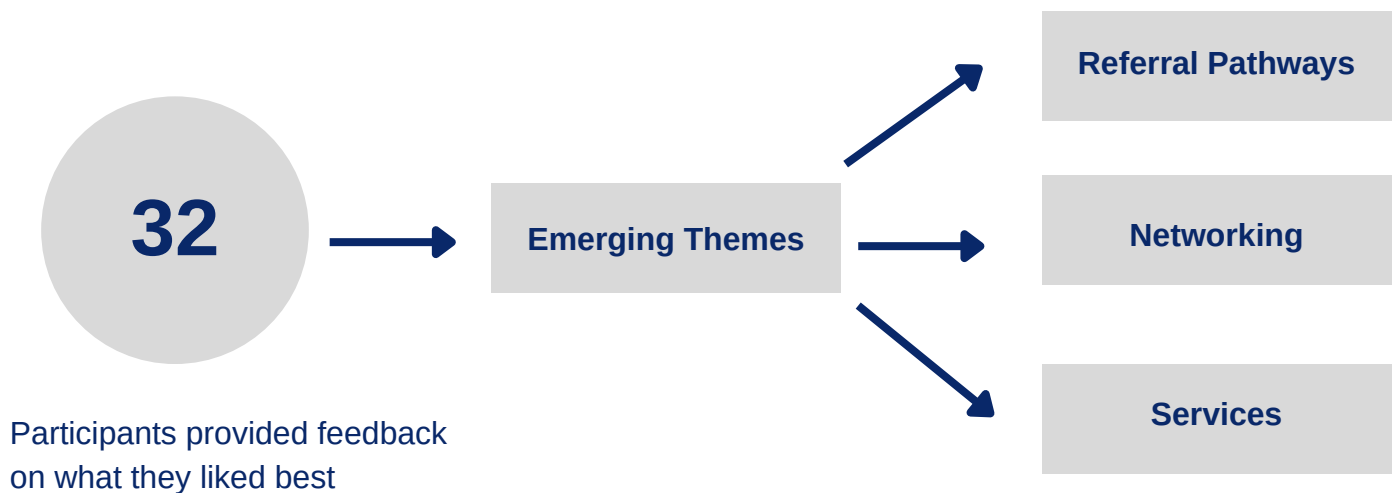 32
Participants provided feedback
on what they liked best
Emerging Themes
Referral Pathways
Networking
Services